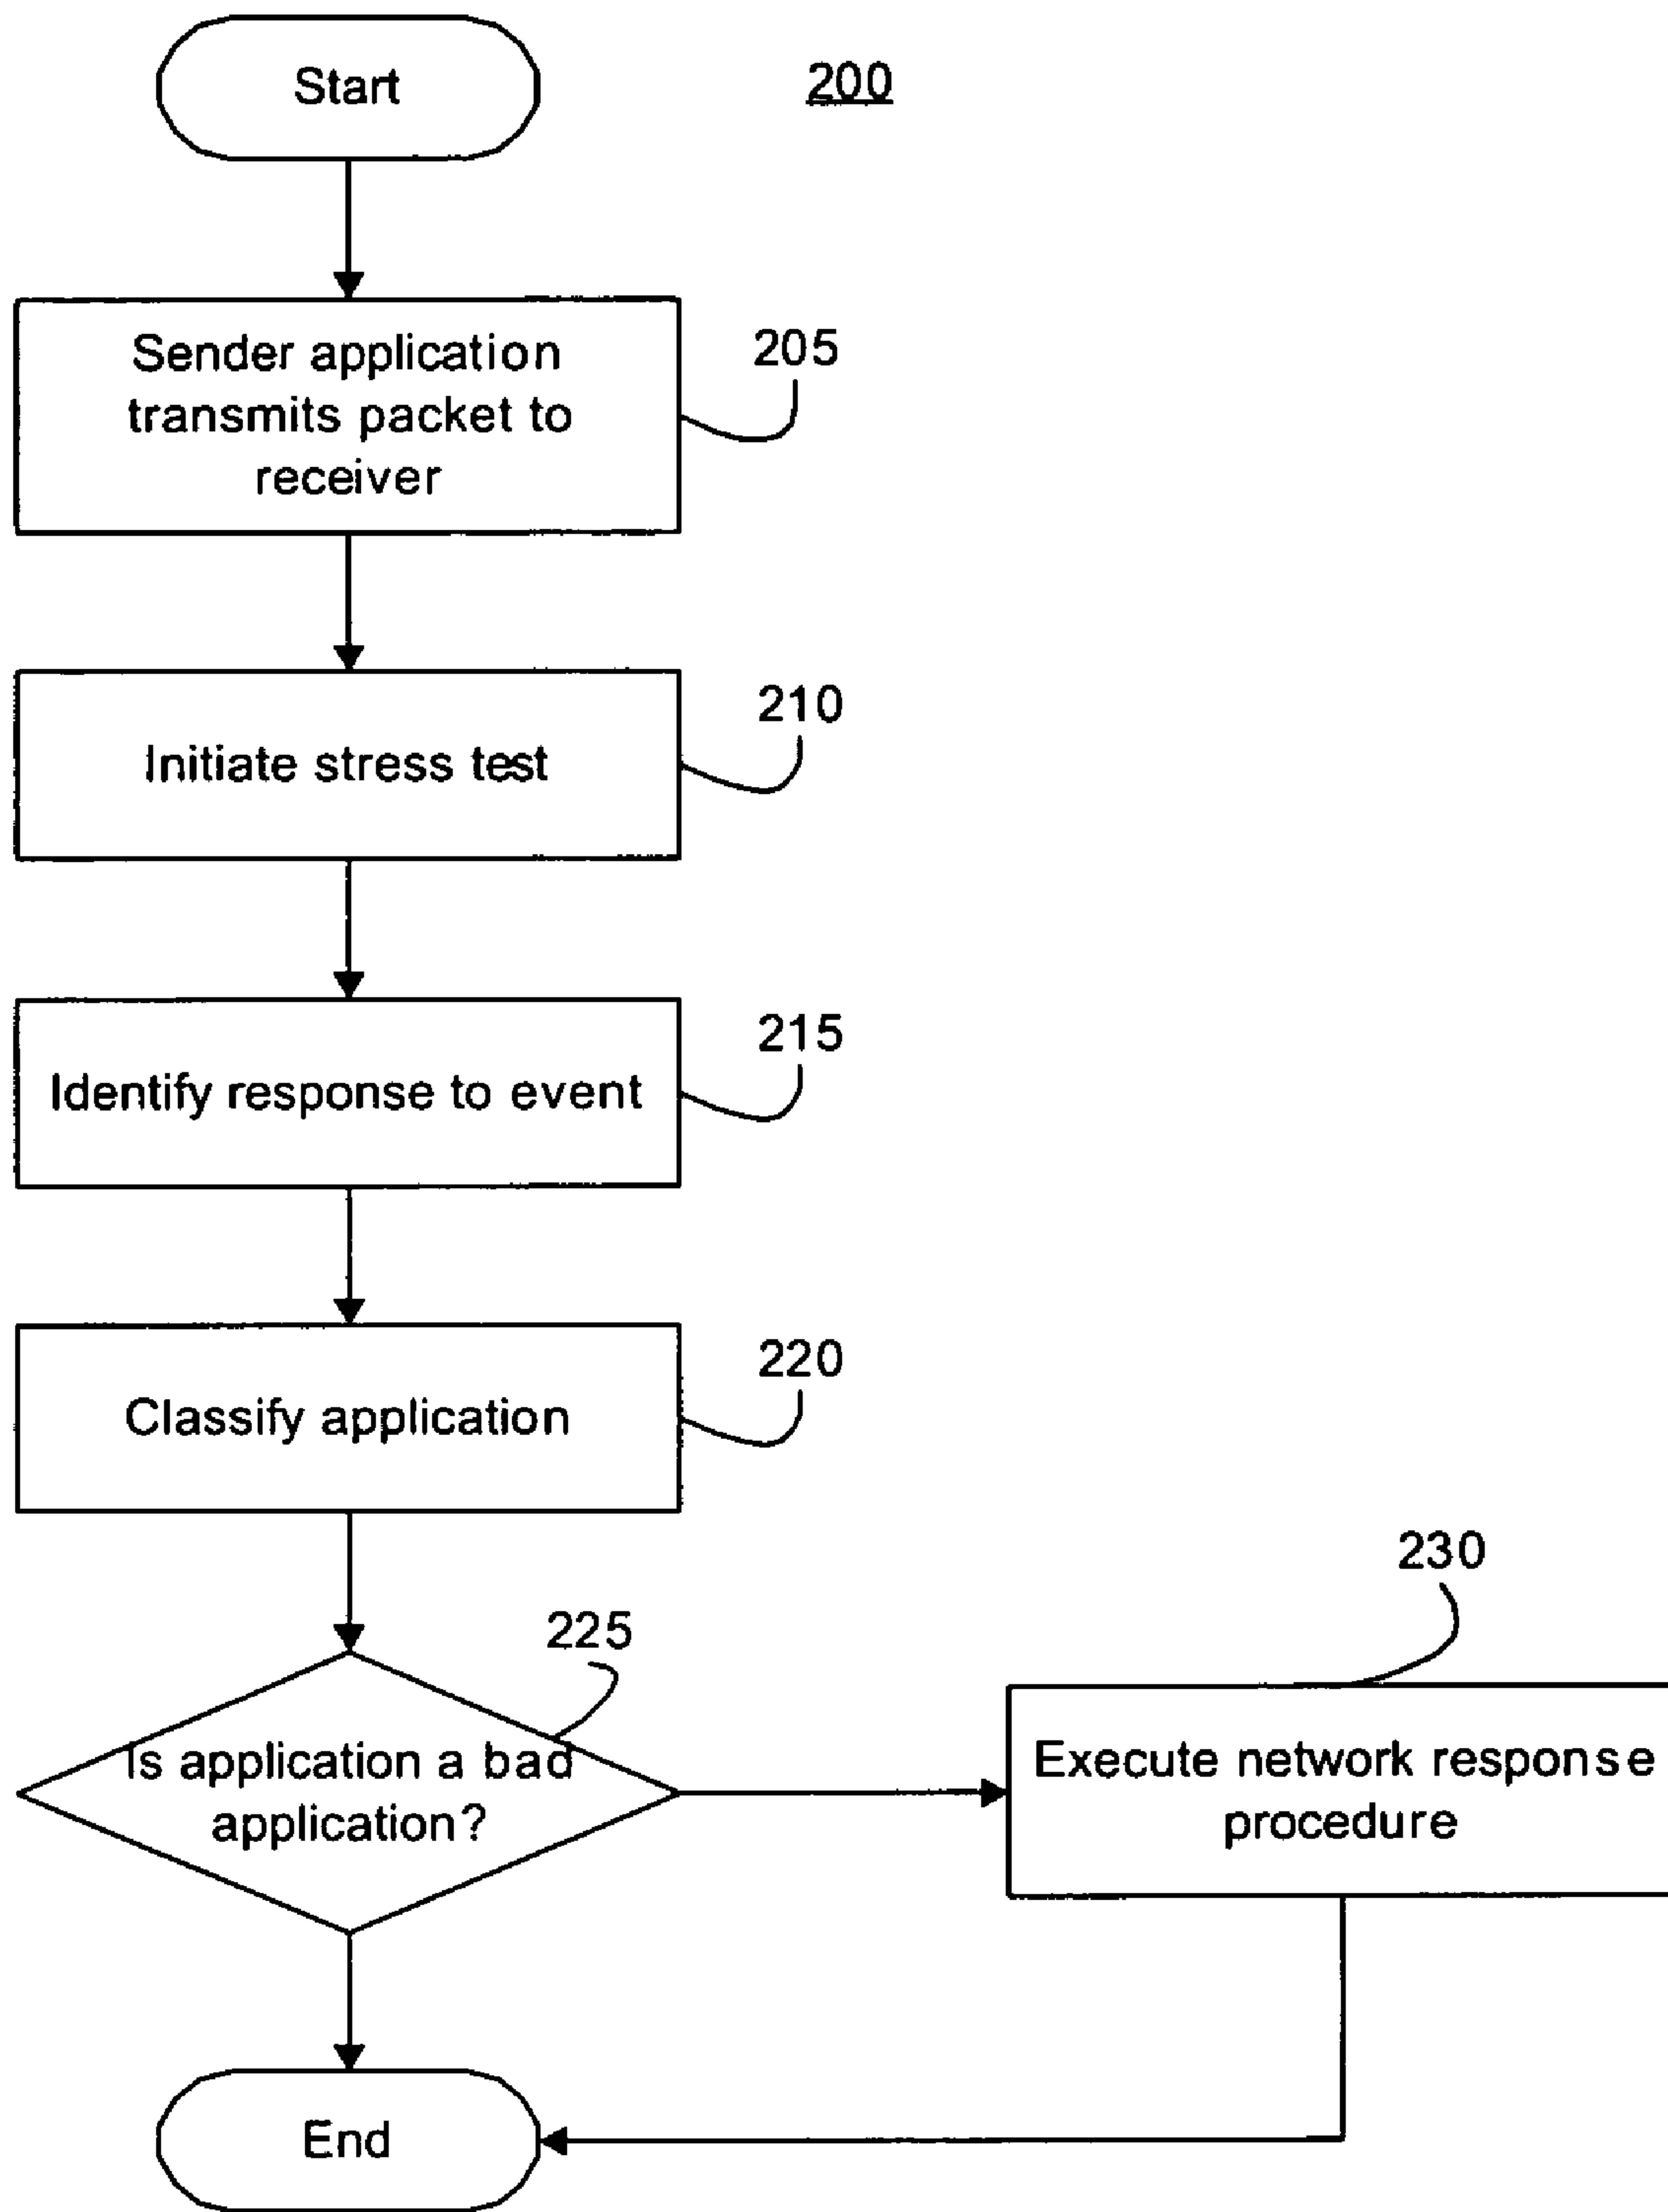 Start
200
Sender application
transmits packet to
receiver
205
Initiate stress test
210
Identify response to event
215
Classify application
220
Is application a bad
application?
225
Execute network response
procedure
230
End